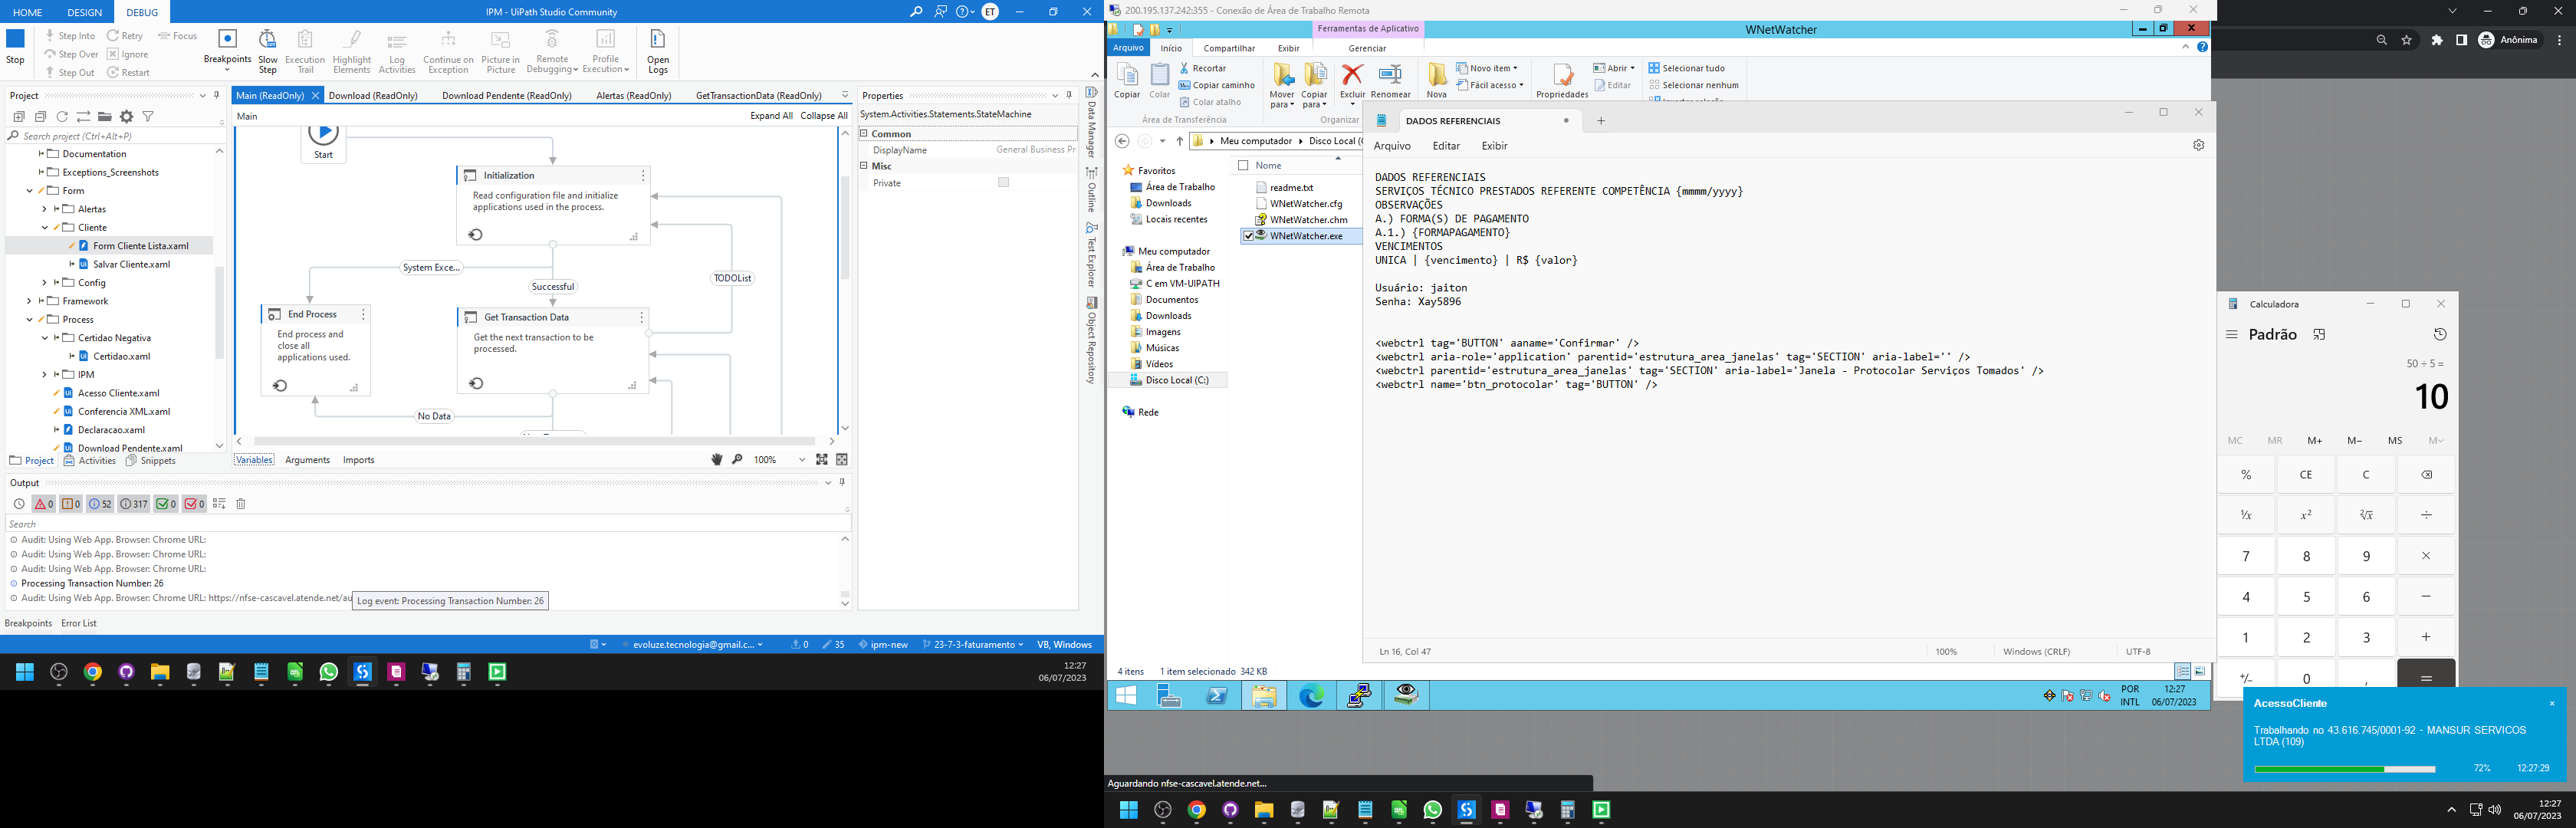 HOME DESIGN DEBUG
IPM - UiPath Studio Community
ET
Stop
Step Into
Step Over
Step Out
Retry
Ignore
Restart
Focus
Breakpoints
Slow Step
Execution Trail
Highlight Elements
Log Activities
Continue on Exception
Picture in Picture
Remote Debugging
Profile Execution
Open Logs
Project
Search project (Ctrl+Alt+P)
Documentation
Exceptions_Screenshots
Form
Alertas
Cliente
Form Cliente Lista.xaml
Salvar Cliente.xaml
Config
Framework
Process
Certidao Negativa
Certidao.xaml
IPM
Acesso Cliente.xaml
Conferencia XML.xaml
Declaracao.xaml
Download Pendente.xaml
Project Activities Snippets
Main (ReadOnly) Download (ReadOnly) Download Pendente (ReadOnly) Alertas (ReadOnly) GetTransactionData (ReadOnly)
Main
Expand All Collapse All
Start
Initialization
Read configuration file and initialize
applications used in the process.
System Exce...
Successful
TODOList
End Process
End process and
close all
applications used.
Get Transaction Data
Get the next transaction to be
processed.
No Data
Variables Arguments Imports
100%
Properties
System.Activities.Statements.StateMachine
Common
DisplayName General Business Pr
Misc
Private
Data Manager
Outline
Test Explorer
Object Repository
Output
0 0 52 317 0 0
Search
Audit: Using Web App. Browser: Chrome URL:
Audit: Using Web App. Browser: Chrome URL:
Audit: Using Web App. Browser: Chrome URL:
Processing Transaction Number: 26
Audit: Using Web App. Browser: Chrome URL: https://nfse-cascavel.atende.net/au
Log event: Processing Transaction Number: 26
Breakpoints Error List
evoluze.tecnologia@gmail.c...
0 35 ipm-new 23-7-3-faturamento VB, Windows
12:27
06/07/2023
200.195.137.242:355 - Conexão de Área de Trabalho Remota
Ferramentas de Aplicativo
WNetWatcher
Arquivo Início Compartilhar Exibir Gerenciar
Copiar
Colar
Recortar
Copiar caminho
Colar atalho
Área de Transferência
Mover para
Copiar para
Excluir
Renomear
Organizar
Nova
Novo item
Fácil acesso
Propriedades
Abrir
Editar
Selecionar tudo
Selecionar nenhum
Meu computador Disco Local (C
Favoritos
Área de Trabalho
Downloads
Locais recentes
Meu computador
Área de Trabalho
C em VM-UIPATH
Documentos
Downloads
Imagens
Músicas
Vídeos
Disco Local (C:)
Rede
Nome
readme.txt
WNetWatcher.cfg
WNetWatcher.chm
WNetWatcher.exe
4 itens 1 item selecionado 342 KB
POR
INTL
12:27
06/07/2023
DADOS REFERENCIAIS
Arquivo Editar Exibir
DADOS REFERENCIAIS
SERVIÇOS TÉCNICO PRESTADOS REFERENTE COMPETÊNCIA {mmmm/yyyy}
OBSERVAÇÕES
A.) FORMA(S) DE PAGAMENTO
A.1.) {FORMAPAGAMENTO}
VENCIMENTOS
UNICA | {vencimento} | R$ {valor}
Usuário: jaiton
Senha: Xay5896
<webctrl tag='BUTTON' aaname='Confirmar' />
<webctrl aria-role='application' parentid='estrutura_area_janelas' tag='SECTION' aria-label='' />
<webctrl parentid='estrutura_area_janelas' tag='SECTION' aria-label='Janela - Protocolar Serviços Tomados' />
<webctrl name='btn_protocolar' tag='BUTTON' />
Ln 16, Col 47 100% Windows (CRLF) UTF-8
Anônima
Calculadora
Padrão
50 ÷ 5 =
10
MC MR M+ M− MS M
% CE C
¹/x x² ²√x ÷
7 8 9 ×
4 5 6 −
1 2 3 +
+/− 0 , =
AcessoCliente
Trabalhando no 43.616.745/0001-92 - MANSUR SERVICOS
LTDA (109)
72% 12:27:29
Aguardando nfse-cascavel.atende.net...
12:27
06/07/2023